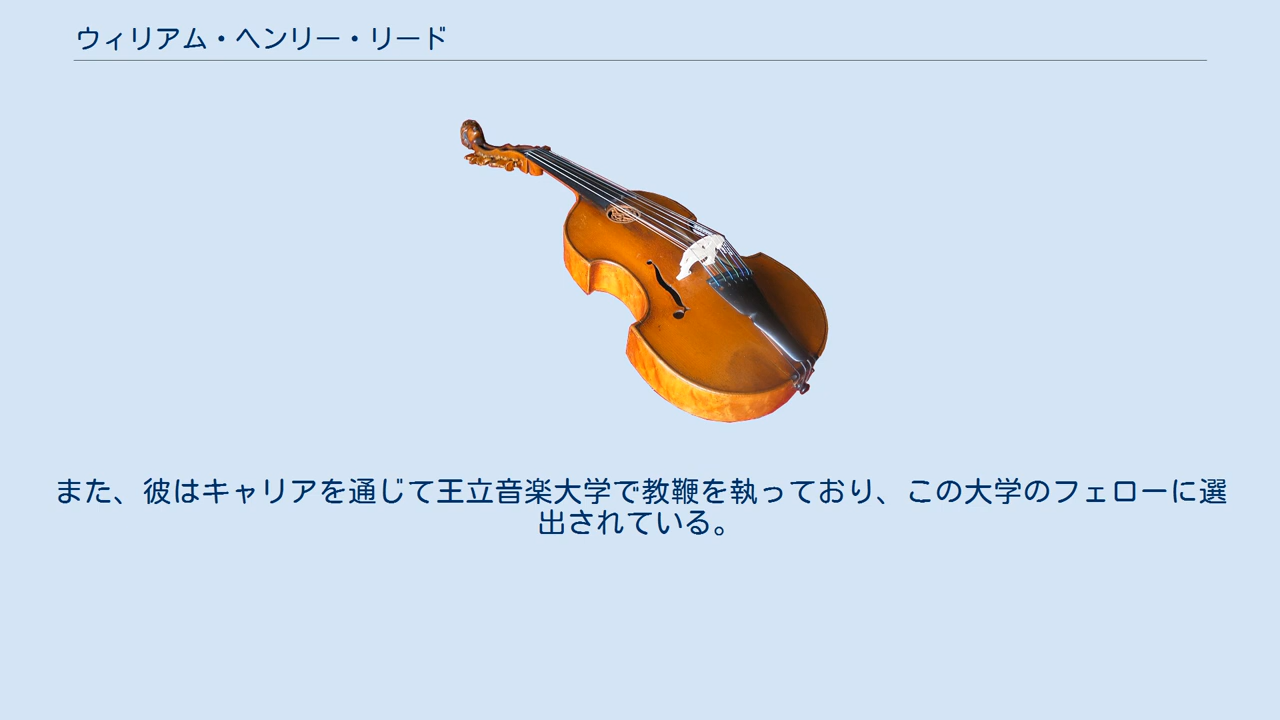 ウィリアム・ヘンリー・リード
また、彼はキャリアを通じて王立音楽大学で教鞭を執っており、この大学のフェローに選
出されている。